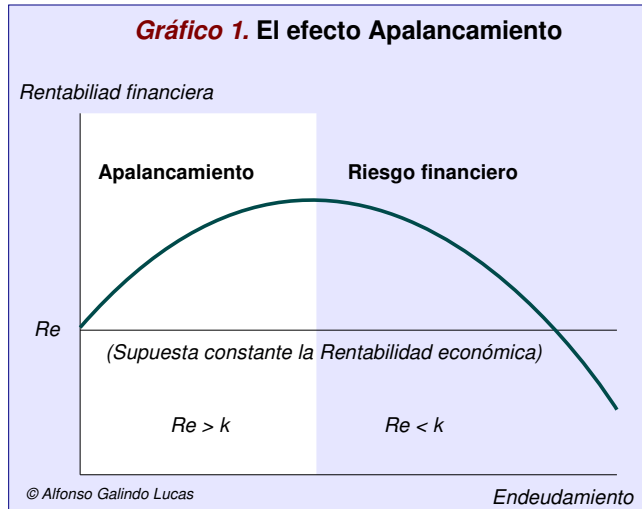 Gráfico 1. El efecto Apalancamiento
Rentabiliad financiera
Apalancamiento
Riesgo financiero
Re
(Supuesta constante la Rentabilidad económica)
Re > k
Re < k
© Alfonso Galindo Lucas
Endeudamiento